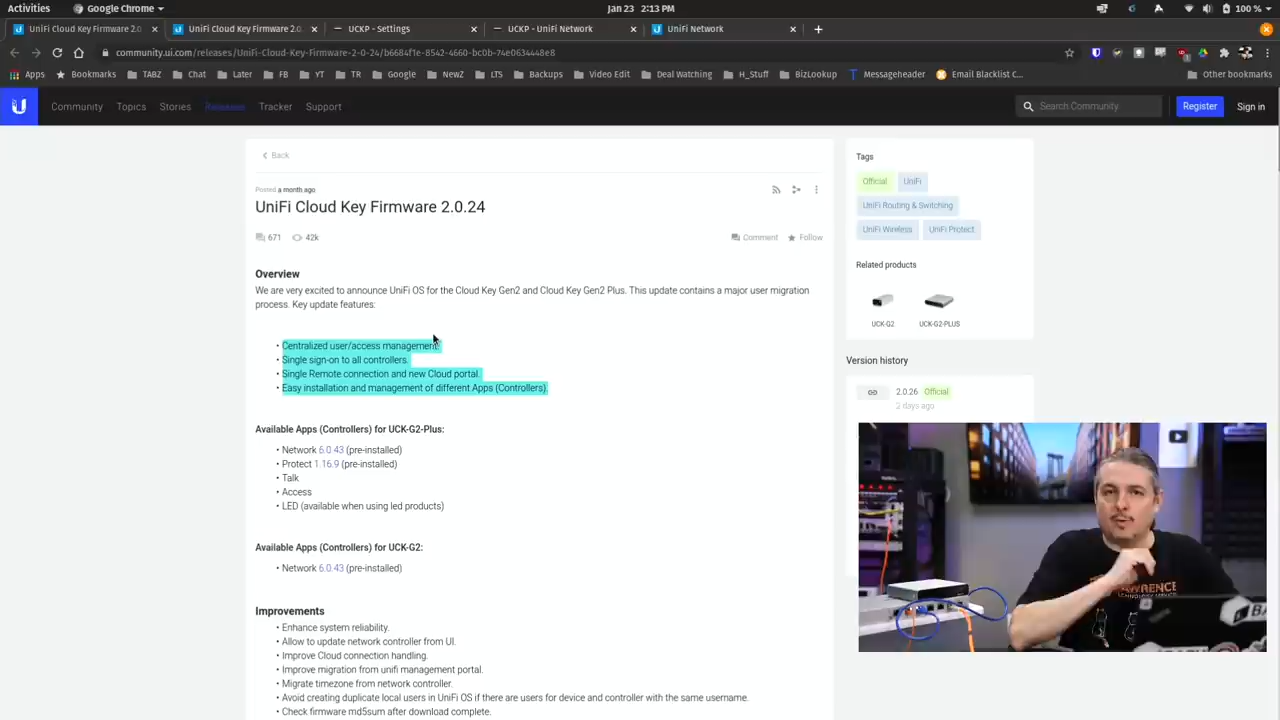 Activities
Google Chrome
Jan 23 2:13 PM
100 %
UniFi Cloud Key Firmware 2.0
UniFi Cloud Key Firmware 2.0.
UCKP - Settings
UCKP - UniFi Network
UniFi Network
community.ui.com/releases/UniFi-Cloud-Key-Firmware-2-0-24/b6684f1e-8542-4660-bc0b-74e0634448e8
Apps
Bookmarks
TABZ
Chat
Later
FB
YT
TR
Google
NewZ
LTS
Backups
Video Edit
Deal Watching
H_Stuff
BizLookup
Messageheader
Email Blacklist C...
Other bookmarks
Community
Topics
Stories
Releases
Tracker
Support
Search Community
Register
Sign in
Back
Posted a month ago
UniFi Cloud Key Firmware 2.0.24
671
42k
Comment
Follow
Overview
We are very excited to announce UniFi OS for the Cloud Key Gen2 and Cloud Key Gen2 Plus. This update contains a major user migration
process. Key update features:
• Centralized user/access management.
• Single sign-on to all controllers.
• Single Remote connection and new Cloud portal.
• Easy installation and management of different Apps (Controllers).
Available Apps (Controllers) for UCK-G2-Plus:
• Network 6.0.43 (pre-installed)
• Protect 1.16.9 (pre-installed)
• Talk
• Access
• LED (available when using led products)
Available Apps (Controllers) for UCK-G2:
• Network 6.0.43 (pre-installed)
Improvements
• Enhance system reliability.
• Allow to update network controller from UI.
• Improve Cloud connection handling.
• Improve migration from unifi management portal.
• Migrate timezone from network controller.
• Avoid creating duplicate local users in UniFi OS if there are users for device and controller with the same username.
• Check firmware md5sum after download complete.
Tags
Official
UniFi
UniFi Routing & Switching
UniFi Wireless
UniFi Protect
Related products
UCK-G2
UCK-G2-PLUS
Version history
2.0.26
Official
2 days ago
LAWRENCE